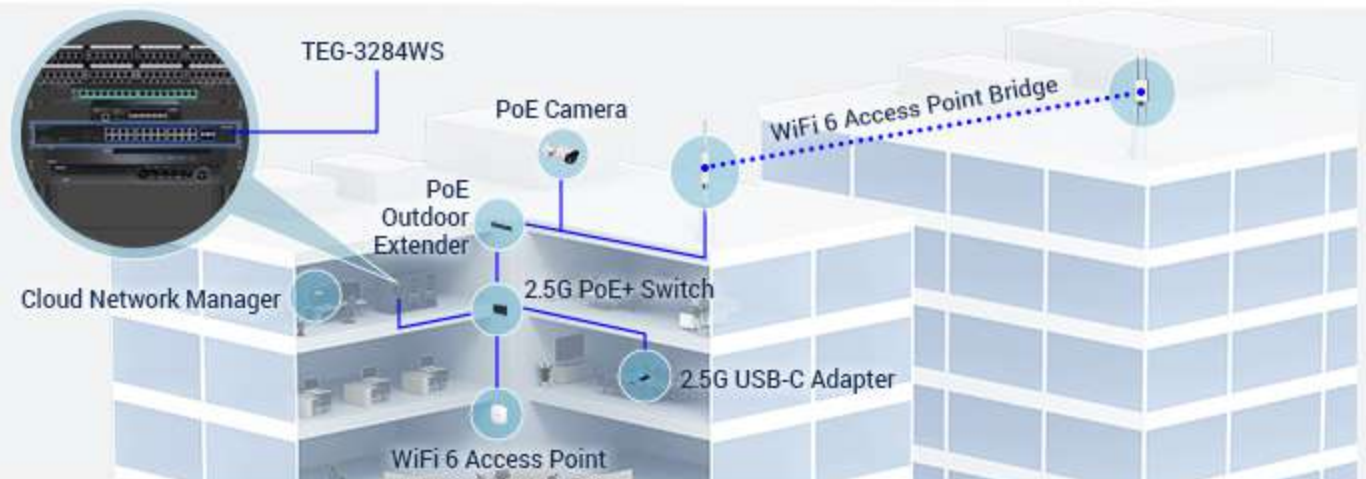 TEG-3284WS
PoE Camera
WiFi 6 Access Point Bridge
PoE
Outdoor
Extender
Cloud Network Manager
2.5G PoE+ Switch
2.5G USB-C Adapter
WiFi 6 Access Point